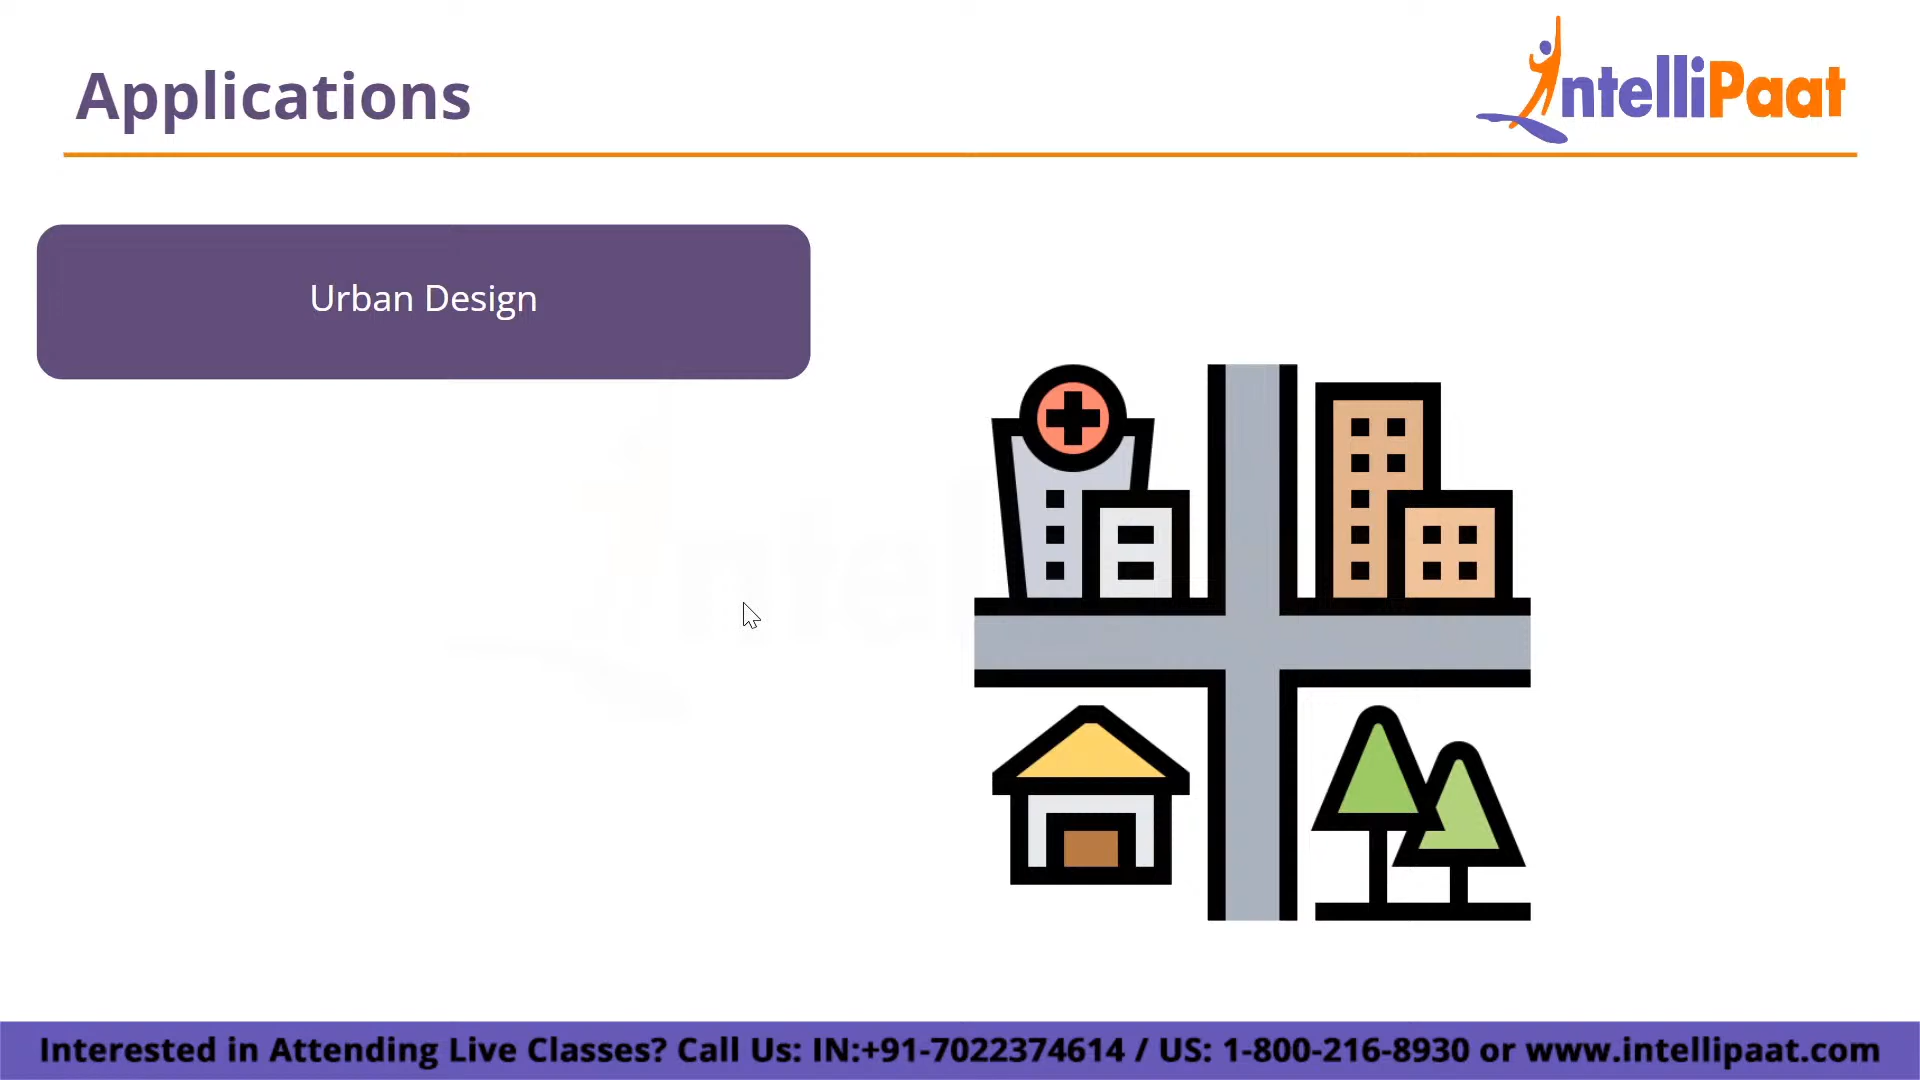 Applications
IntelliPaat
Urban Design
Interested in Attending Live Classes? Call Us: IN:+91-7022374614 / US: 1-800-216-8930 or www.intellipaat.com